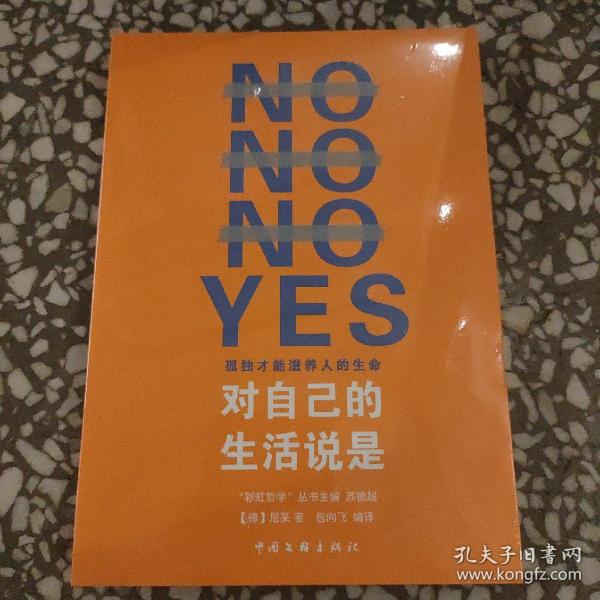 NO
NO
NO
YES
孤独才能滋养人的生命
对自己的
生活说是
“彩虹哲学”丛书主编 苏德超
【德】尼采 著 包向飞 编译
中国文联出版社
孔夫子旧书网
www.kongfz.com